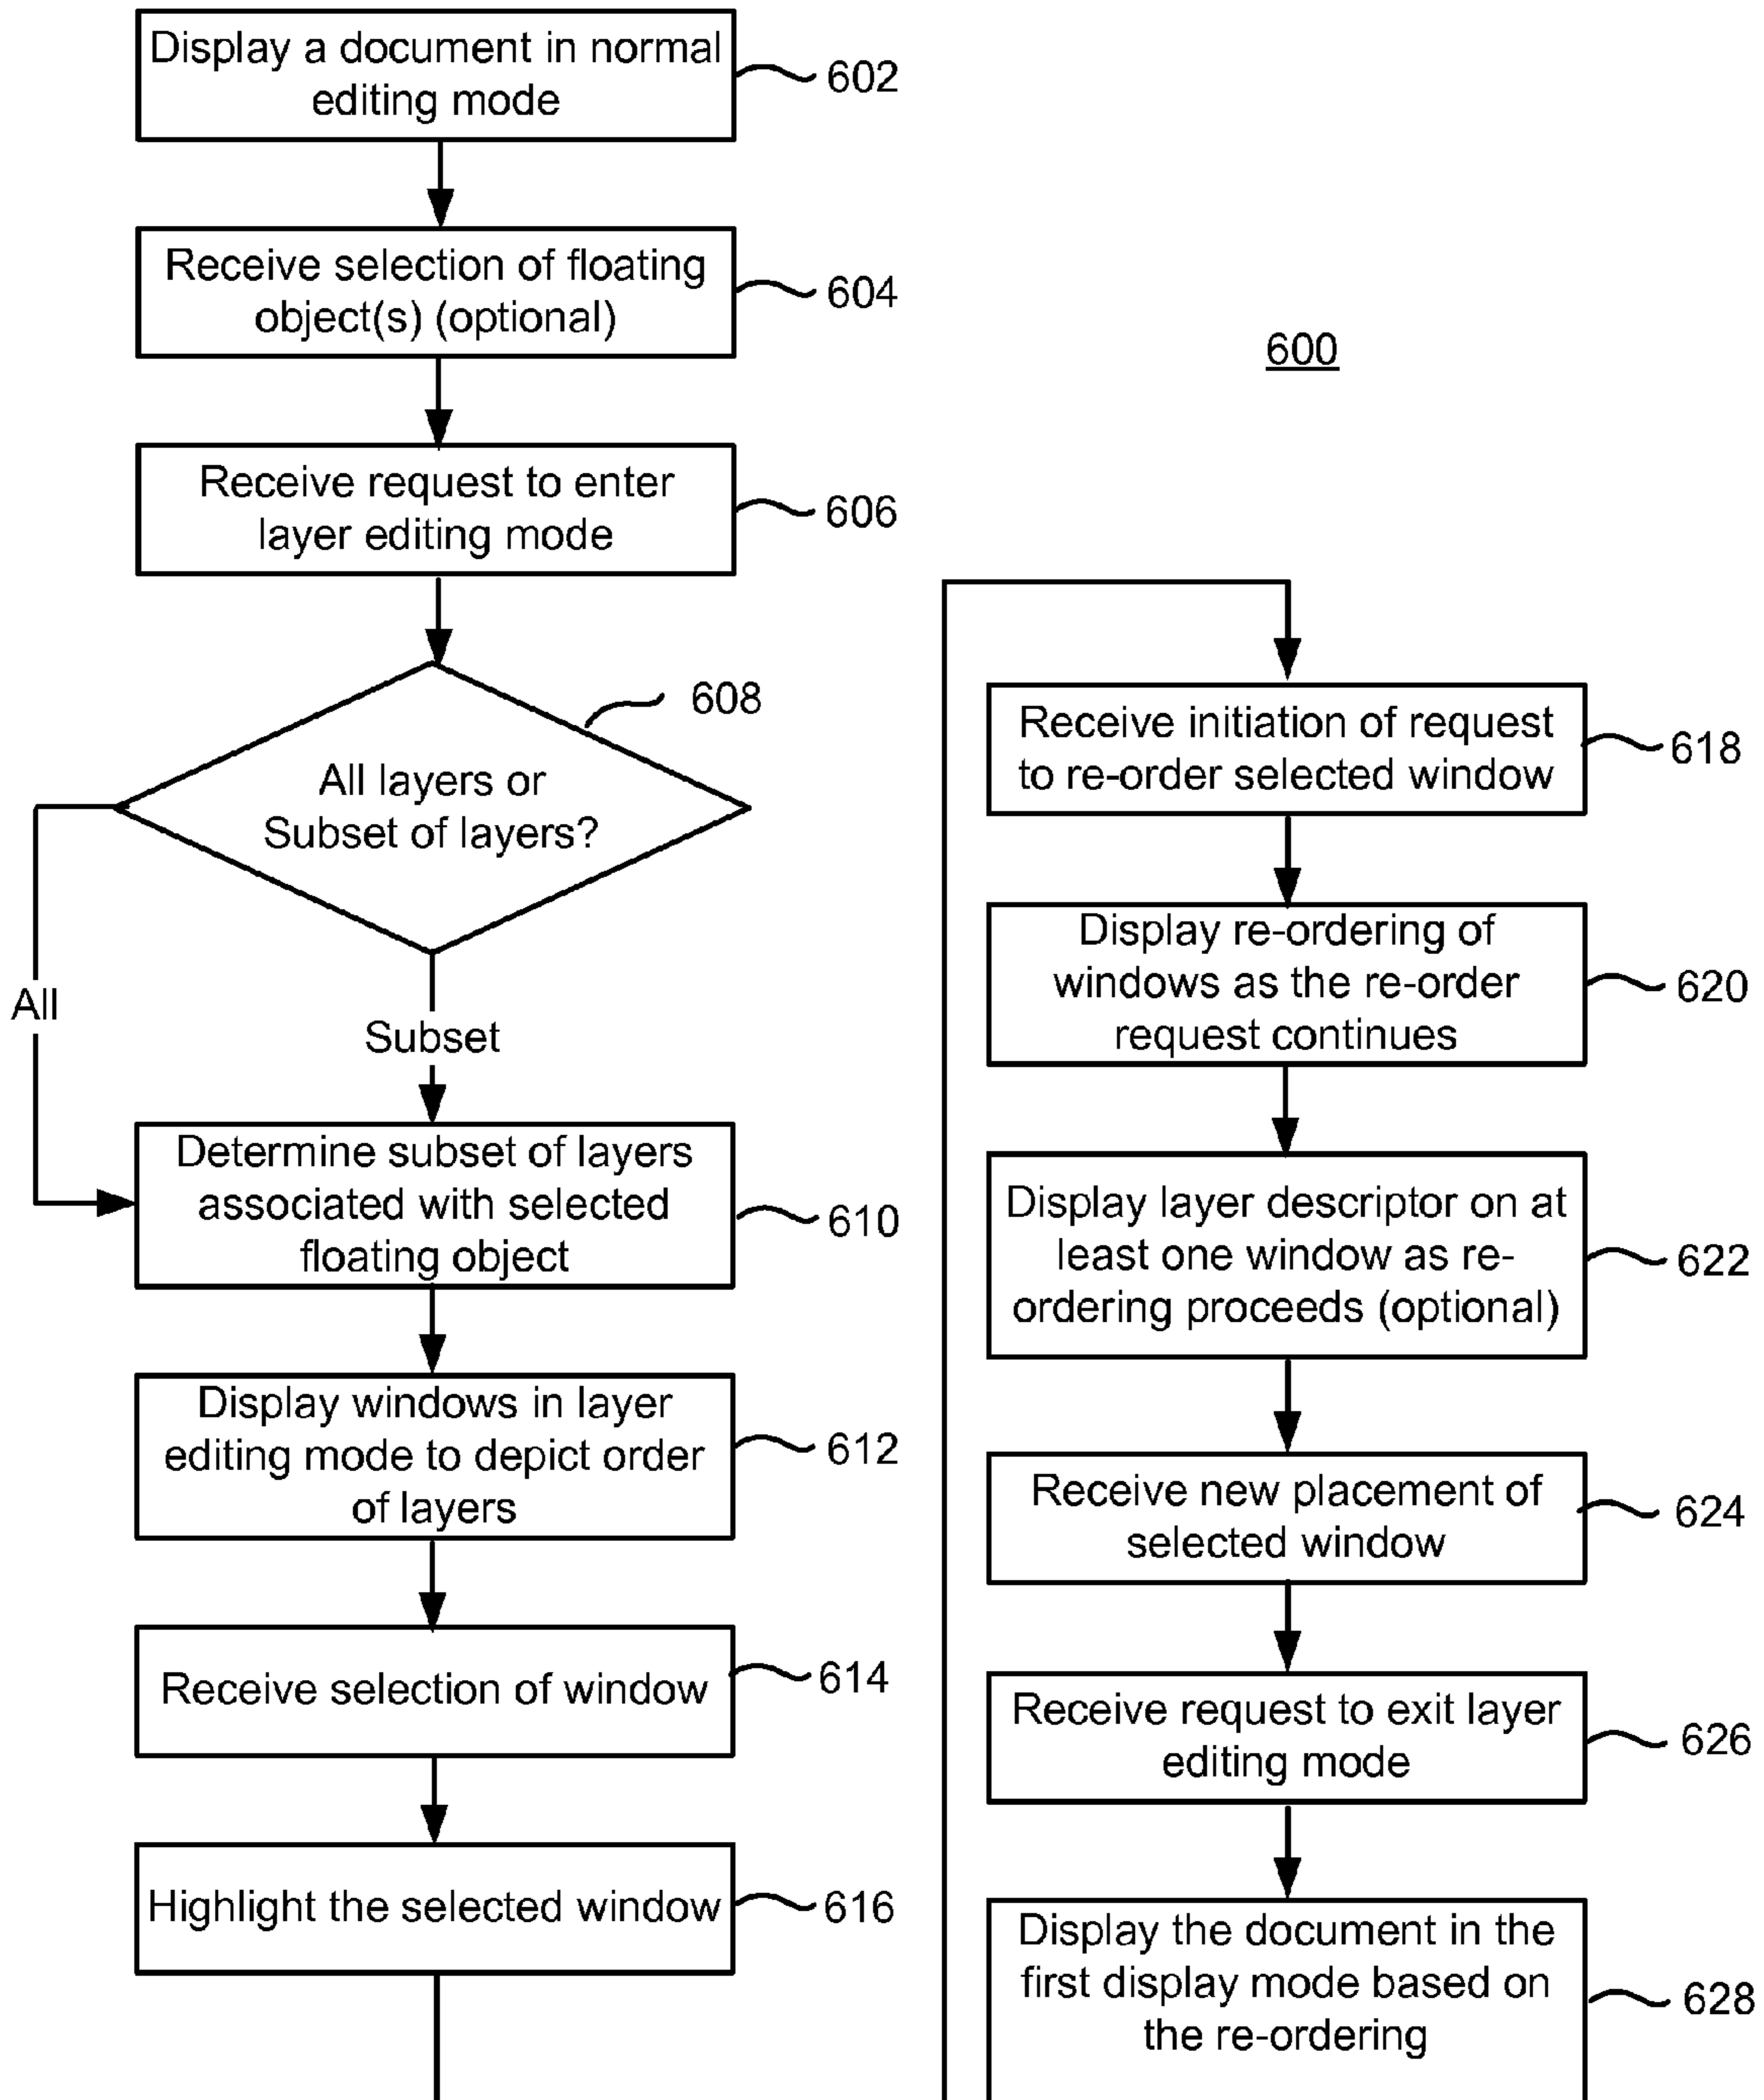 Display a document in normal
editing mode
602
Receive selection of floating
object(s) (optional)
604
Receive request to enter
layer editing mode
606
All layers or
Subset of layers?
608
All
Subset
Determine subset of layers
associated with selected
floating object
610
Display windows in layer
editing mode to depict order
of layers
612
Receive selection of window
614
Highlight the selected window
616
600
Receive initiation of request
to re-order selected window
618
Display re-ordering of
windows as the re-order
request continues
620
Display layer descriptor on at
least one window as re-
ordering proceeds (optional)
622
Receive new placement of
selected window
624
Receive request to exit layer
editing mode
626
Display the document in the
first display mode based on
the re-ordering
628